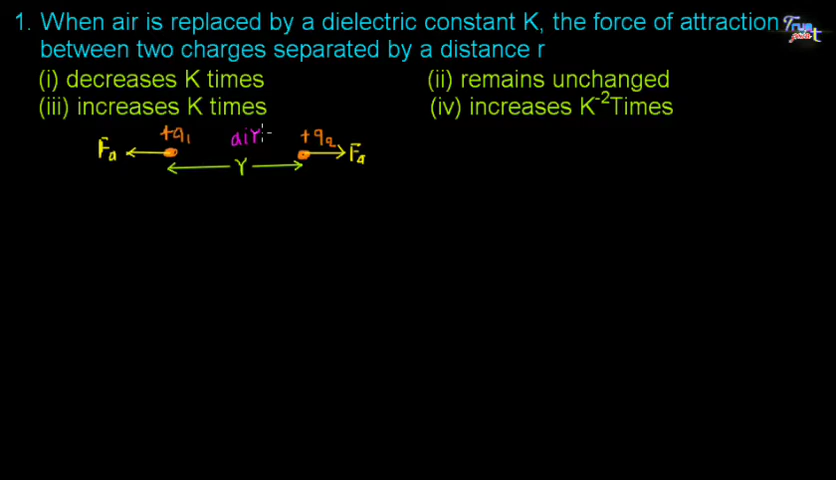 1. When air is replaced by a dielectric constant K, the force of attraction
between two charges separated by a distance r
(i) decreases K times (ii) remains unchanged
(iii) increases K times (iv) increases K⁻²Times
+q₁ air +q₂
Fₐ Fₐ
r